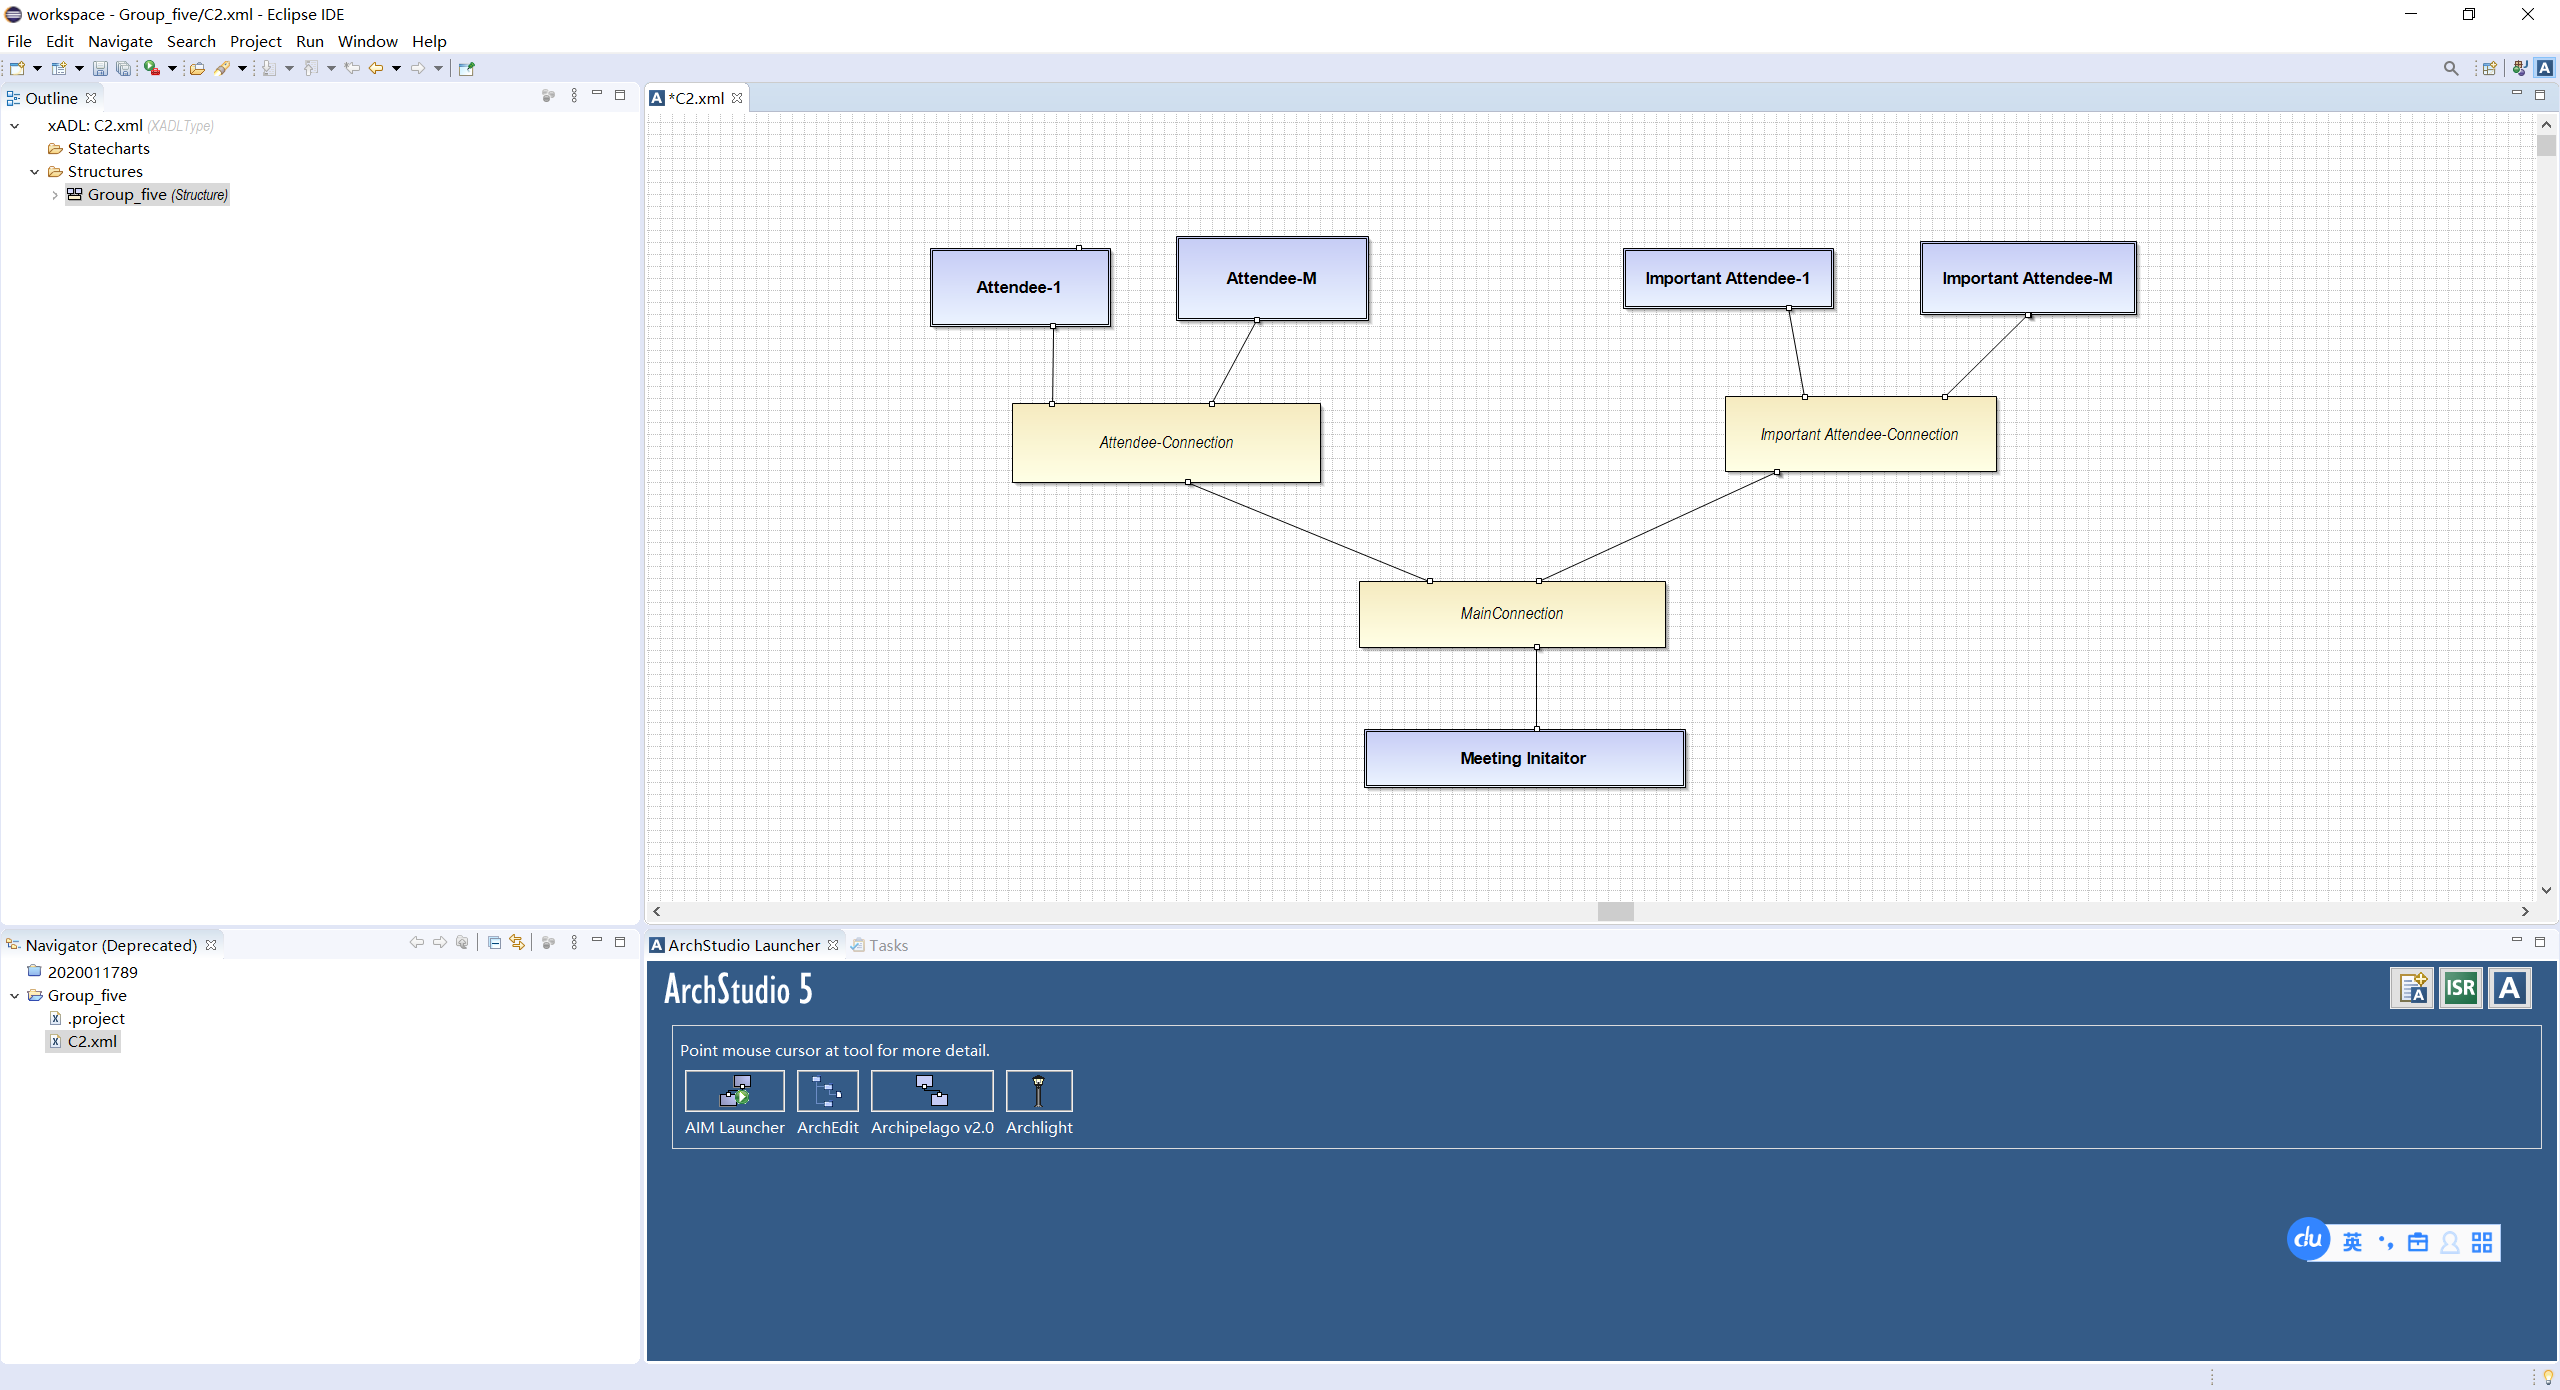 workspace - Group_five/C2.xml - Eclipse IDE
File Edit Navigate Search Project Run Window Help
Outline
xADL: C2.xml (XADLType)
Statecharts
Structures
Group_five (Structure)
*C2.xml
Attendee-1
Attendee-M
Important Attendee-1
Important Attendee-M
Attendee-Connection
Important Attendee-Connection
MainConnection
Meeting Initaitor
Navigator (Deprecated)
2020011789
Group_five
.project
C2.xml
ArchStudio Launcher
Tasks
ArchStudio 5
ISR
A
Point mouse cursor at tool for more detail.
AIM Launcher
ArchEdit
Archipelago v2.0
Archlight
du 英